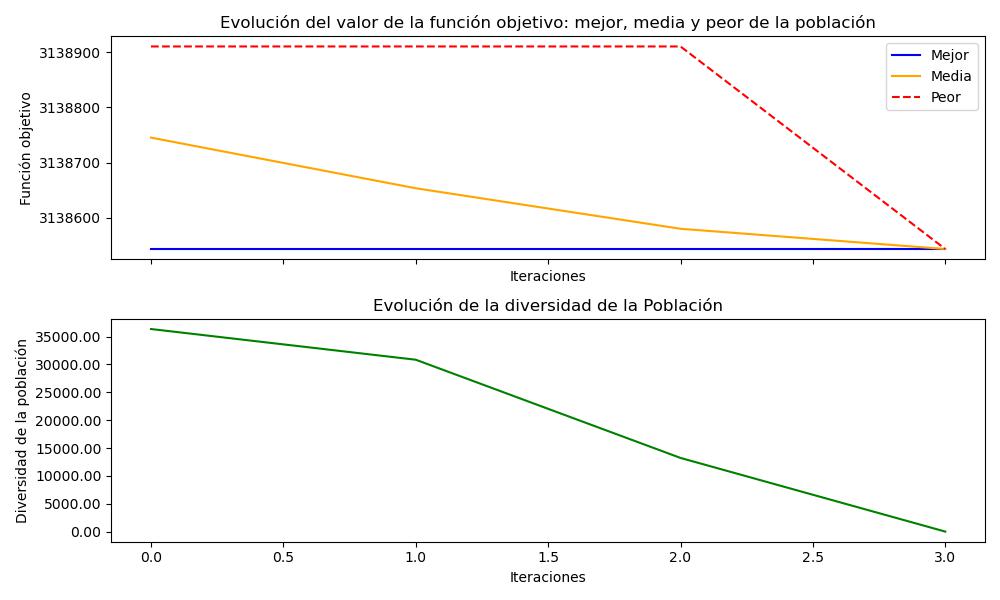 Evolución del valor de la función objetivo: mejor, media y peor de la población
Función objetivo
3138900
3138800
3138700
3138600
Mejor
Media
Peor
Iteraciones
Evolución de la diversidad de la Población
Diversidad de la población
35000.00
30000.00
25000.00
20000.00
15000.00
10000.00
5000.00
0.00
0.0 0.5 1.0 1.5 2.0 2.5 3.0
Iteraciones